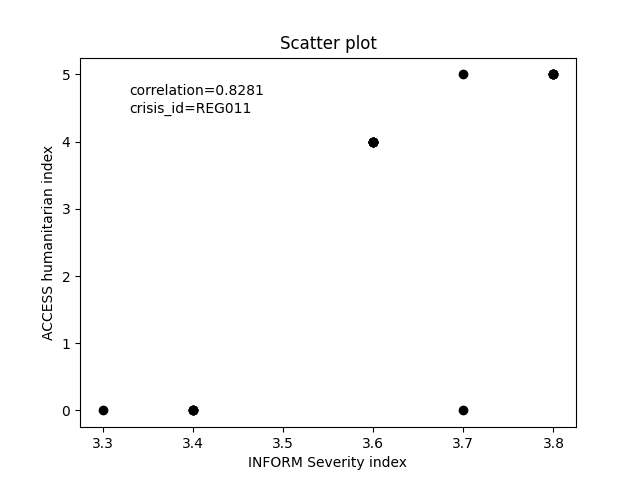 Scatter plot
correlation=0.8281
crisis_id=REG011
ACCESS humanitarian index
5
4
3
2
1
0
3.3 3.4 3.5 3.6 3.7 3.8
INFORM Severity index